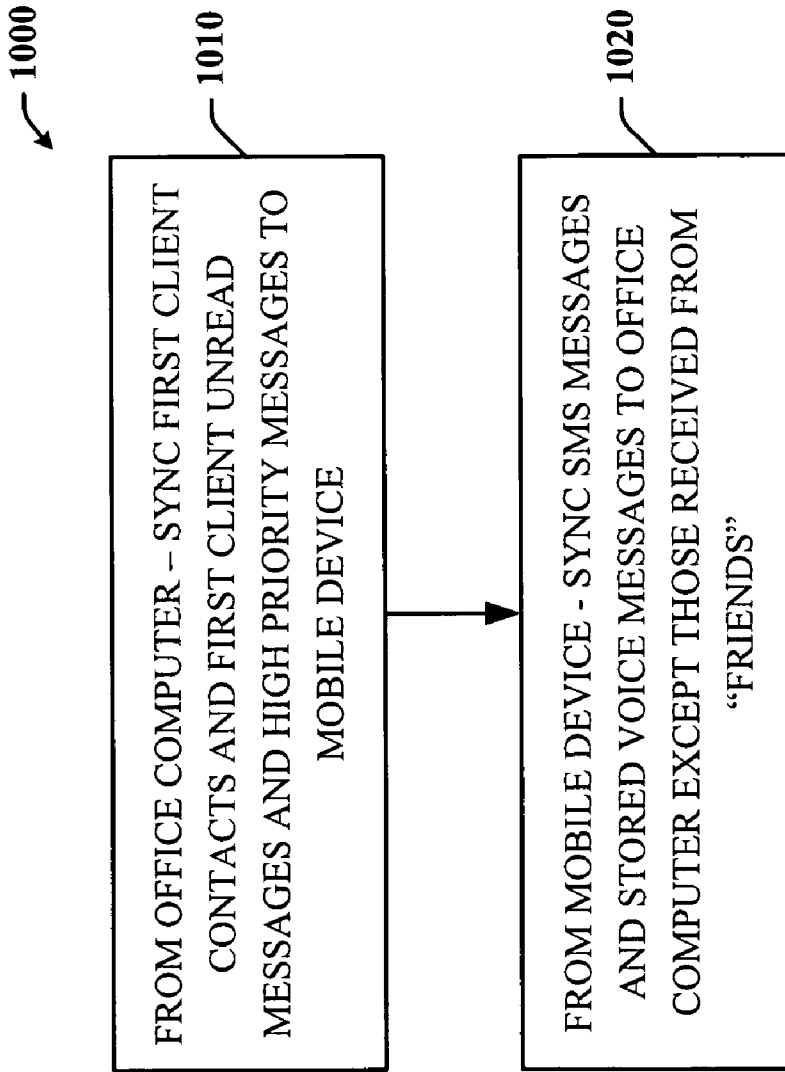 1000
FROM OFFICE COMPUTER – SYNC FIRST CLIENT
CONTACTS AND FIRST CLIENT UNREAD
MESSAGES AND HIGH PRIORITY MESSAGES TO
MOBILE DEVICE
1010
FROM MOBILE DEVICE - SYNC SMS MESSAGES
AND STORED VOICE MESSAGES TO OFFICE
COMPUTER EXCEPT THOSE RECEIVED FROM
“FRIENDS”
1020